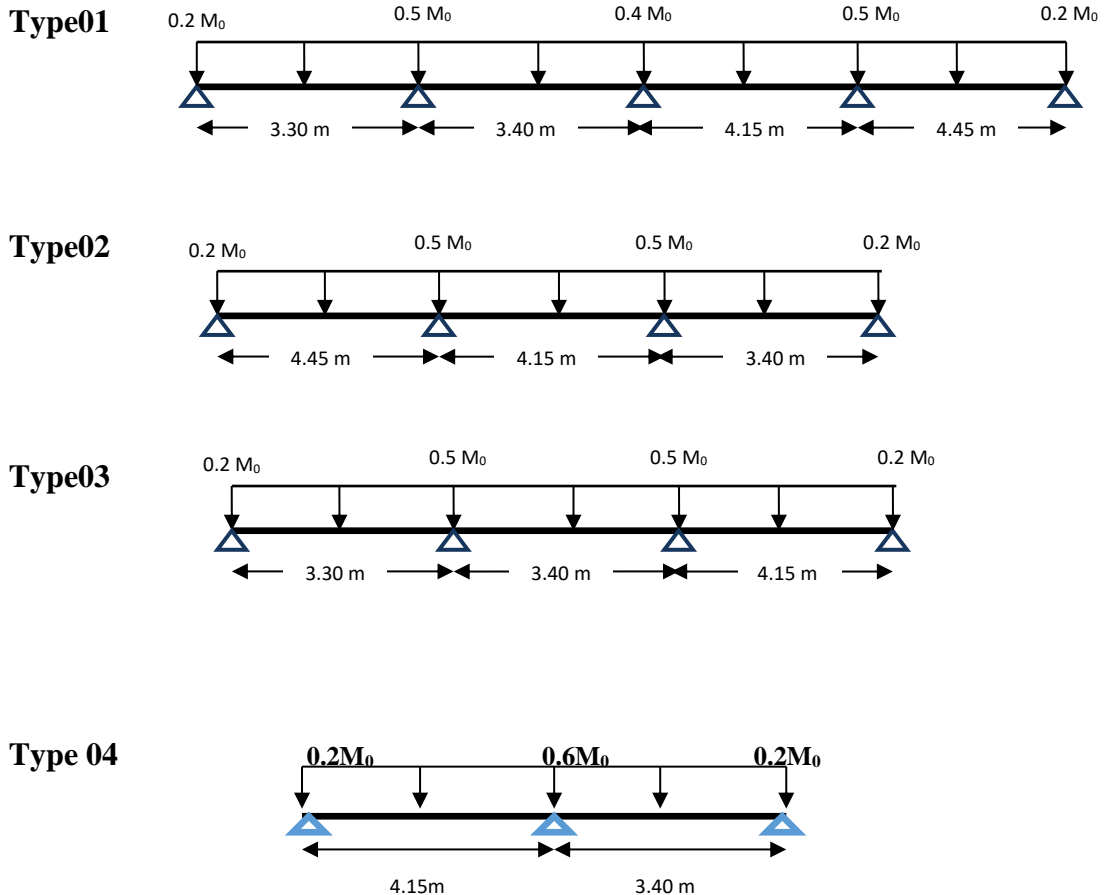 Type01
0.2 M₀ 0.5 M₀ 0.4 M₀ 0.5 M₀ 0.2 M₀
3.30 m 3.40 m 4.15 m 4.45 m
Type02
0.2 M₀ 0.5 M₀ 0.5 M₀ 0.2 M₀
4.45 m 4.15 m 3.40 m
Type03
0.2 M₀ 0.5 M₀ 0.5 M₀ 0.2 M₀
3.30 m 3.40 m 4.15 m
Type 04
0.2M₀ 0.6M₀ 0.2M₀
4.15m 3.40 m